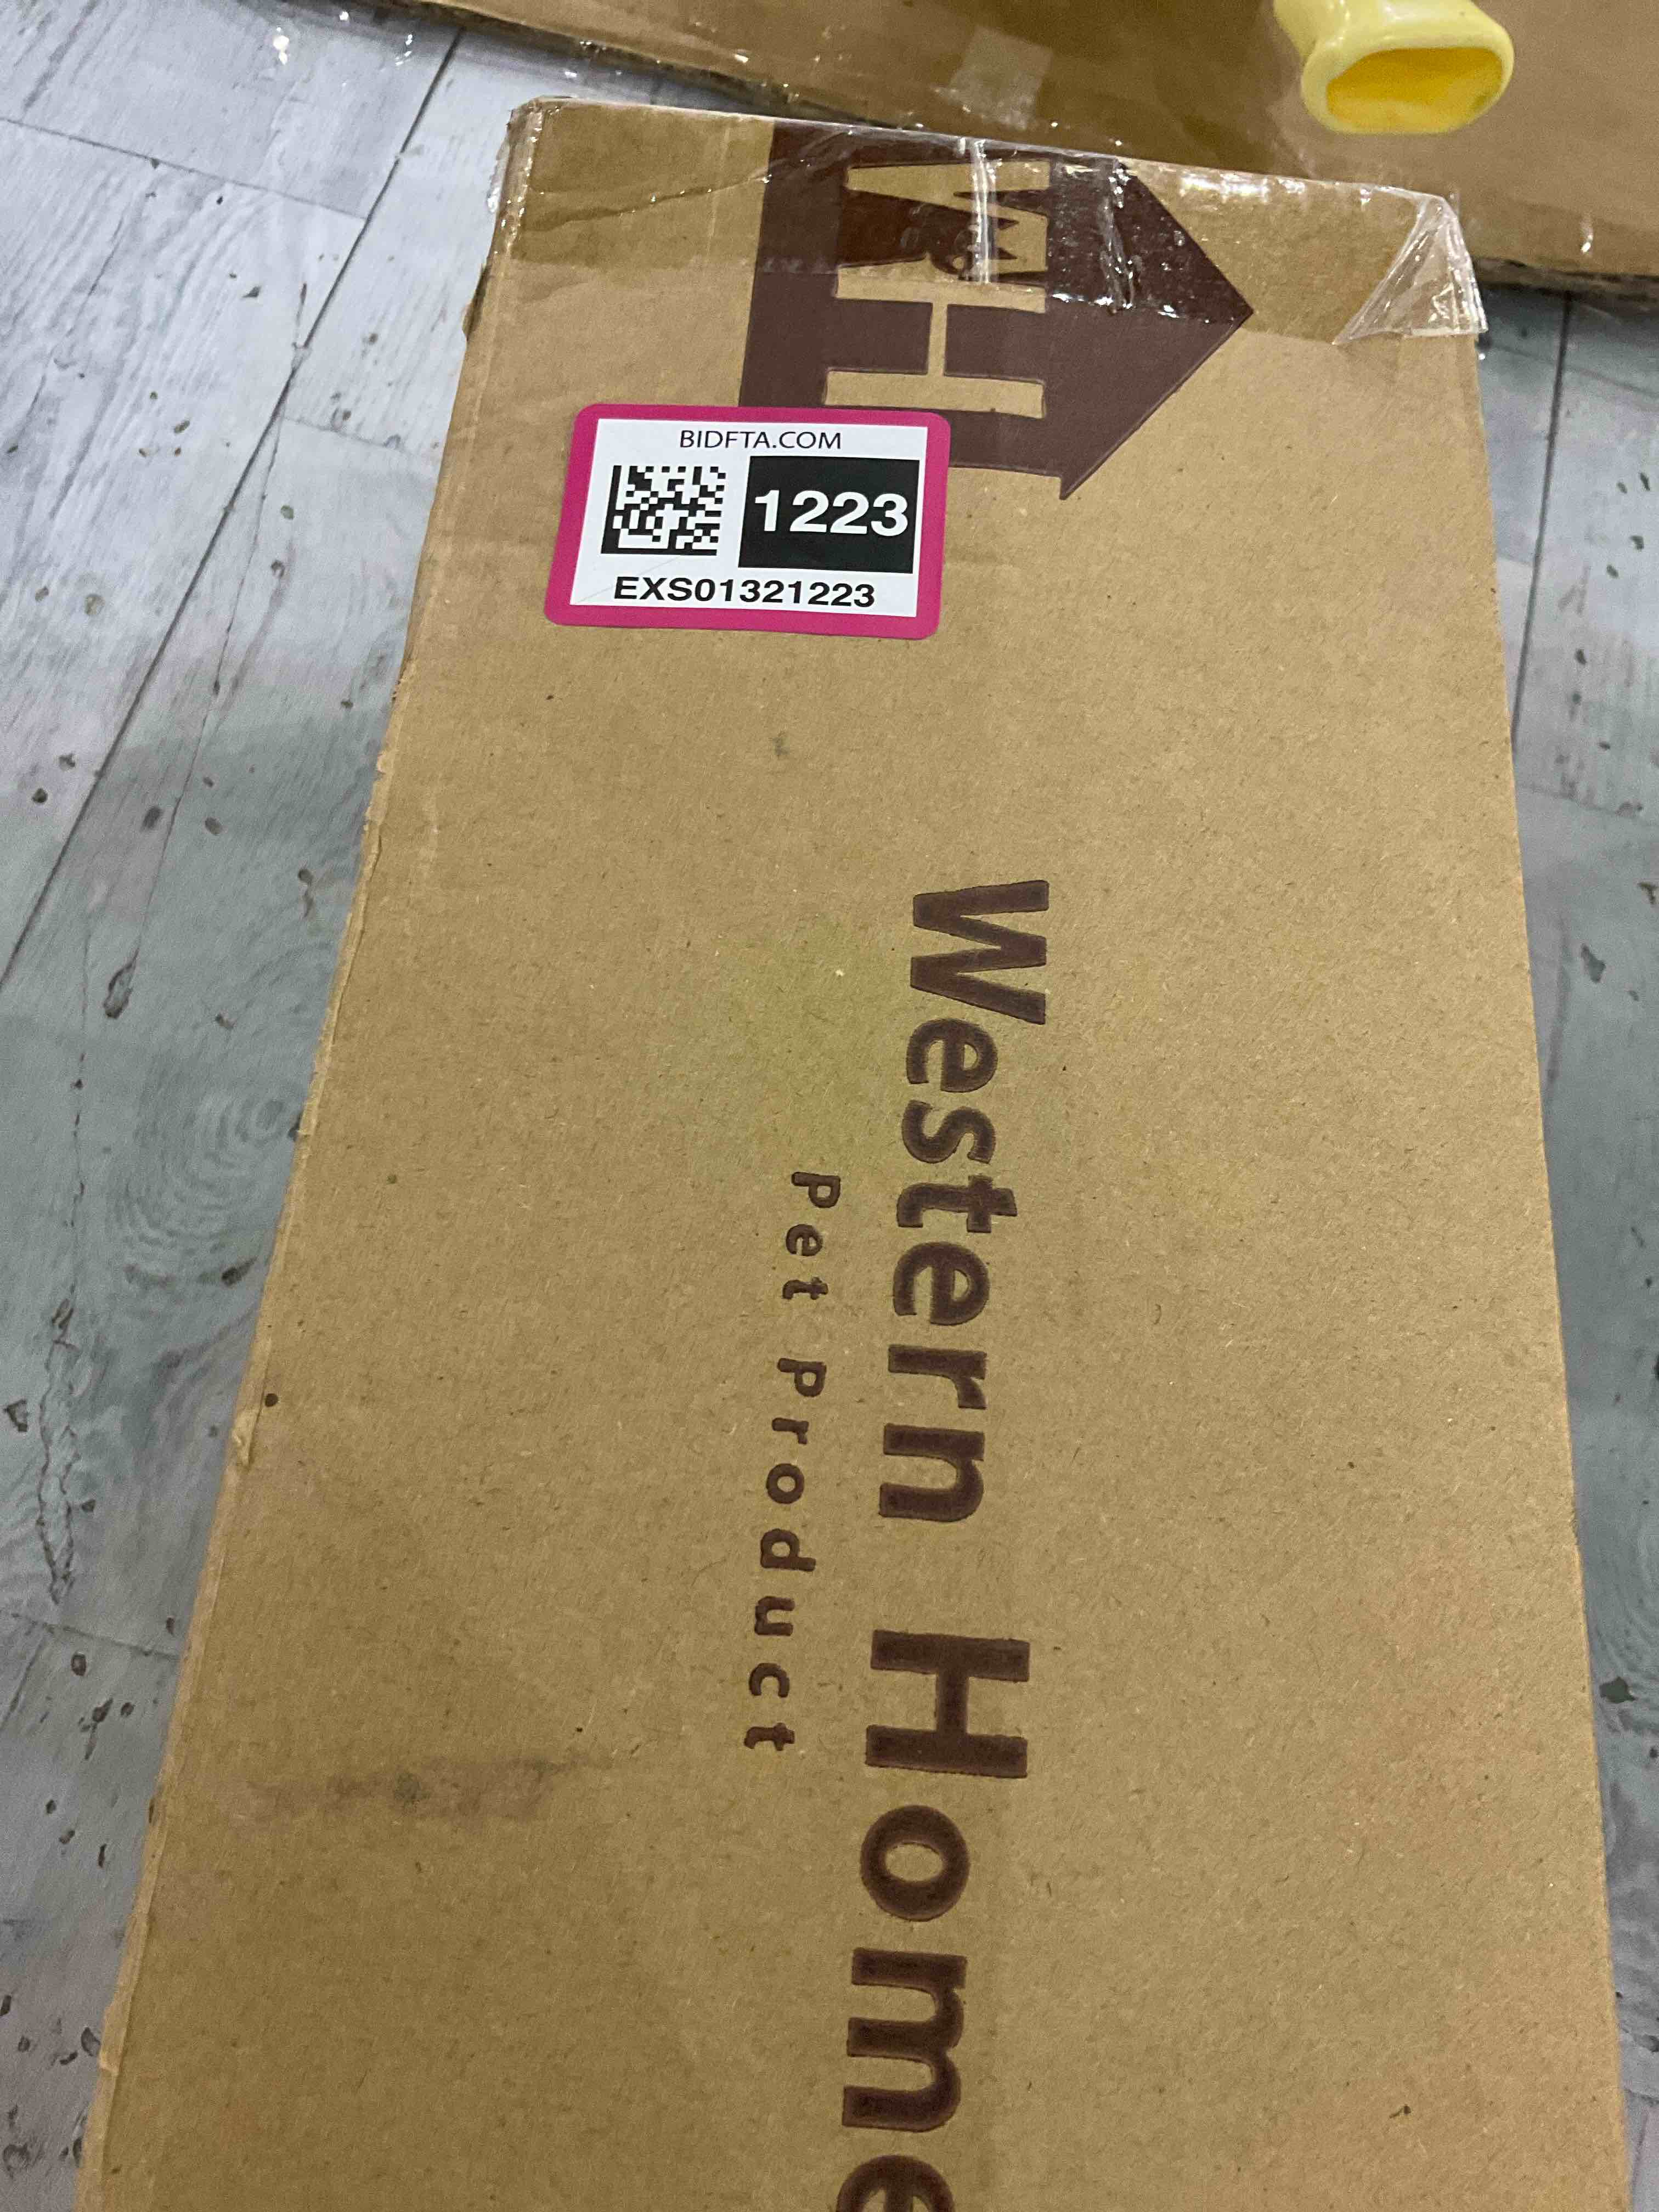 WH
BIDFTA.COM
1223
EXS01321223
Western Home
Pet Product